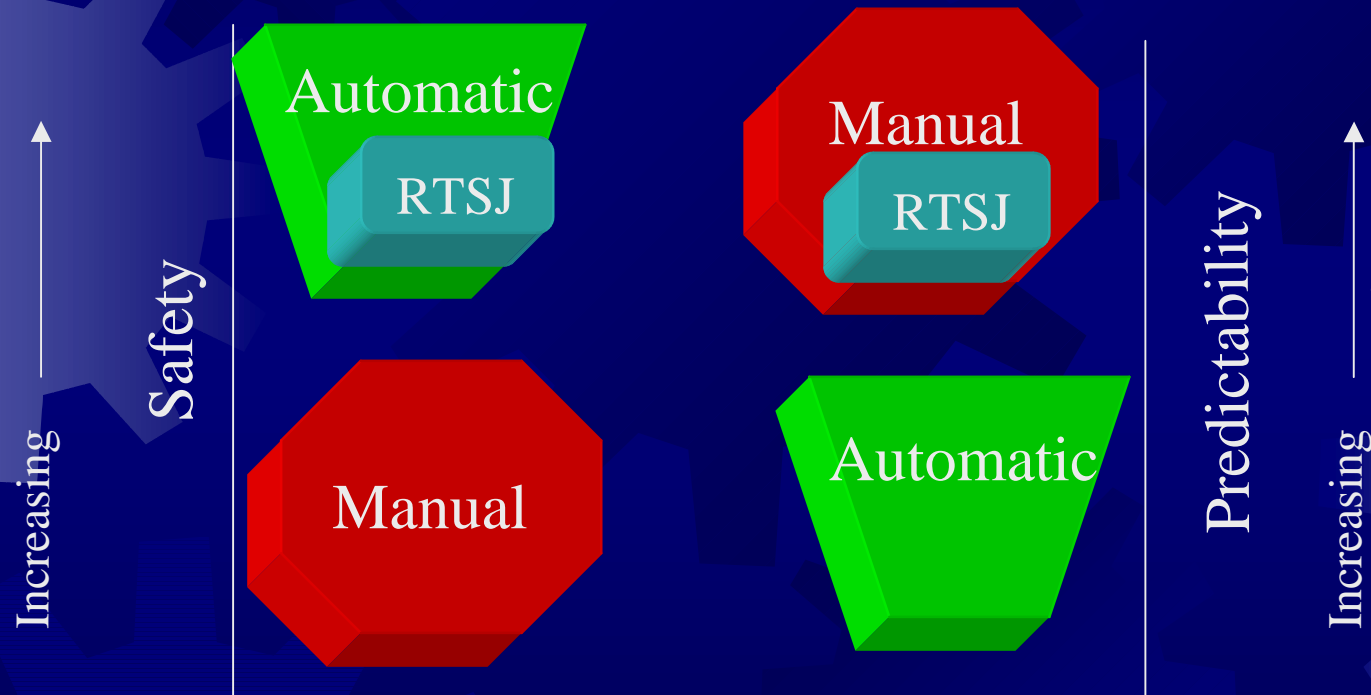 Automatic
RTSJ
Manual
Safety
Increasing
Manual
RTSJ
Automatic
Predictability
Increasing